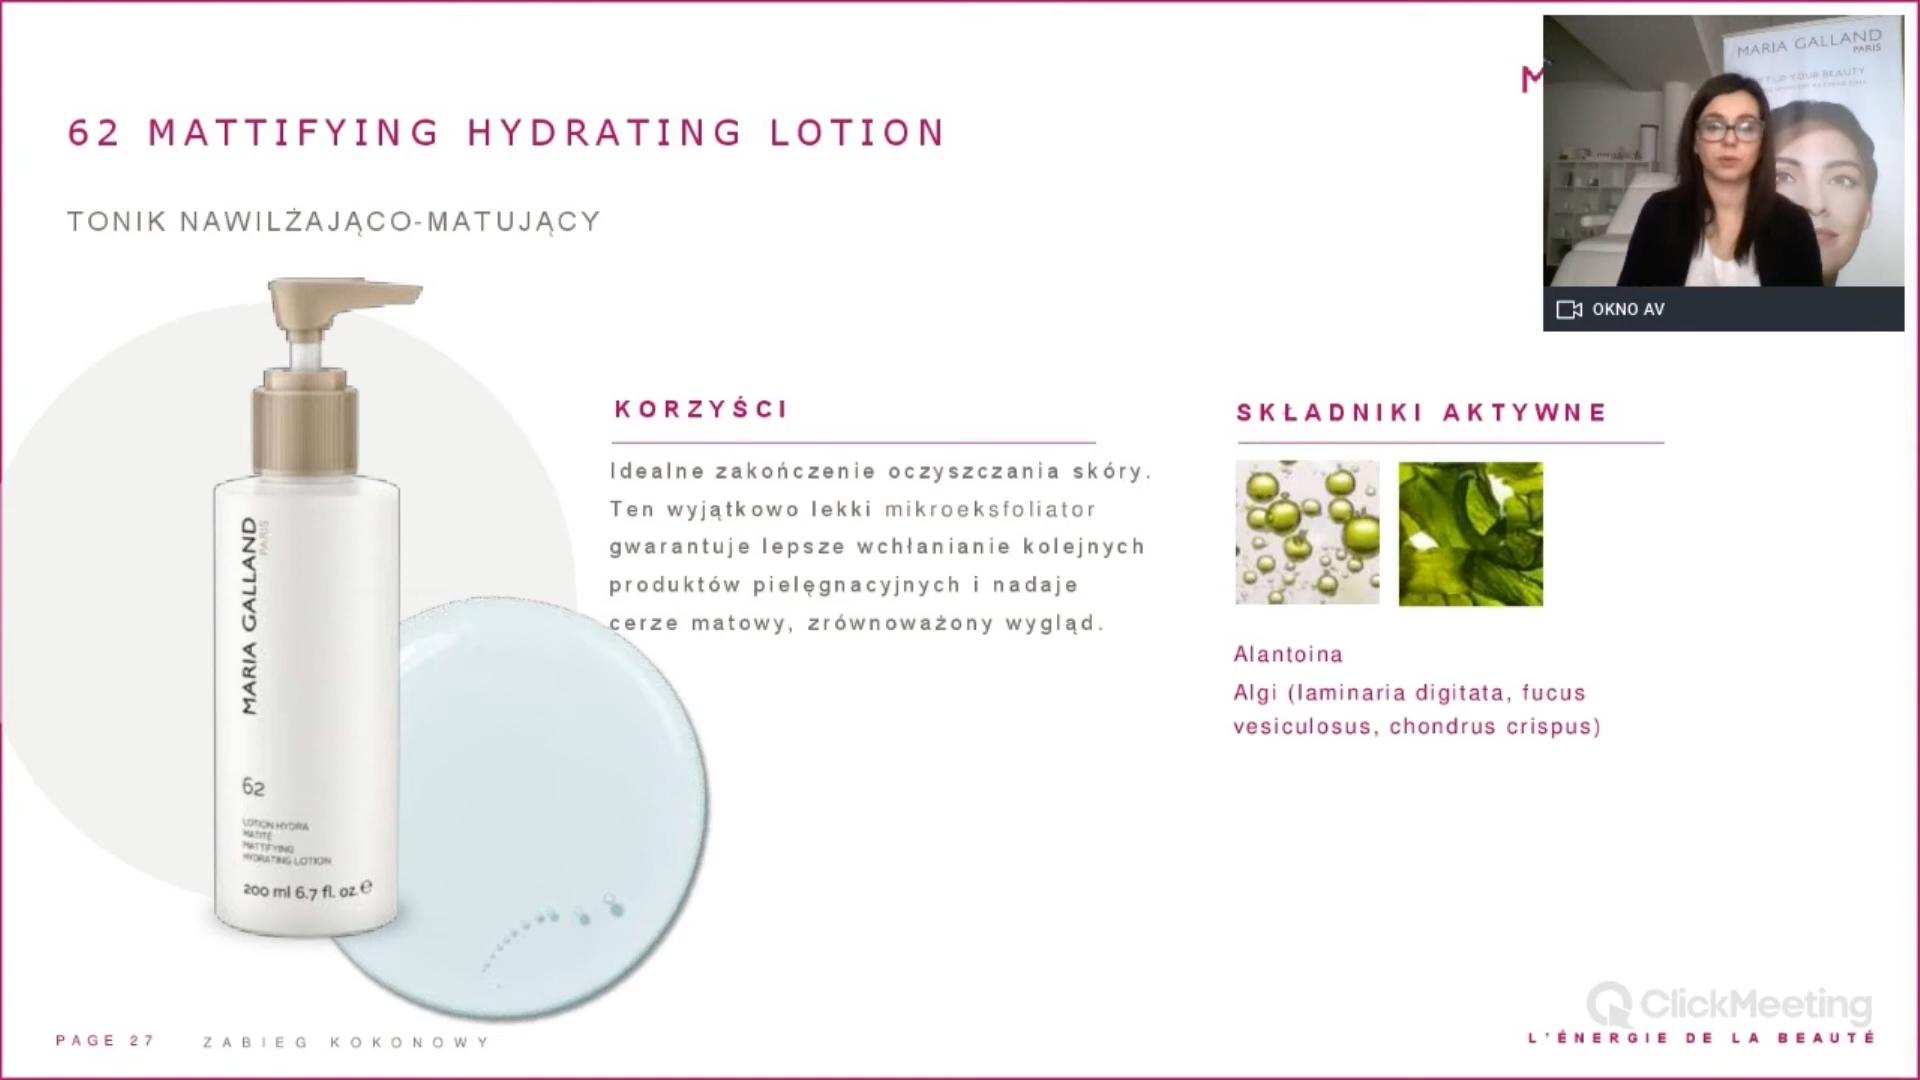 62 MATTIFYING HYDRATING LOTION
TONIK NAWILŻAJĄCO-MATUJĄCY
MARIA GALLAND
PARIS
OKNO AV
KORZYŚCI
Idealne zakończenie oczyszczania skóry.
Ten wyjątkowo lekki mikroeksfoliator
gwarantuje lepsze wchłanianie kolejnych
produktów pielęgnacyjnych i nadaje
cerze matowy, zrównoważony wygląd.
SKŁADNIKI AKTYWNE
Alantoina
Algi (laminaria digitata, fucus
vesiculosus, chondrus crispus)
MARIA GALLAND
PARIS
62
LOTION HYDRA
MATITÉ
MATTIFYING
HYDRATING LOTION
200 ml 6.7 fl. oz. e
ClickMeeting
PAGE 27 ZABIEG KOKONOWY
L'ÉNERGIE DE LA BEAUTÉ